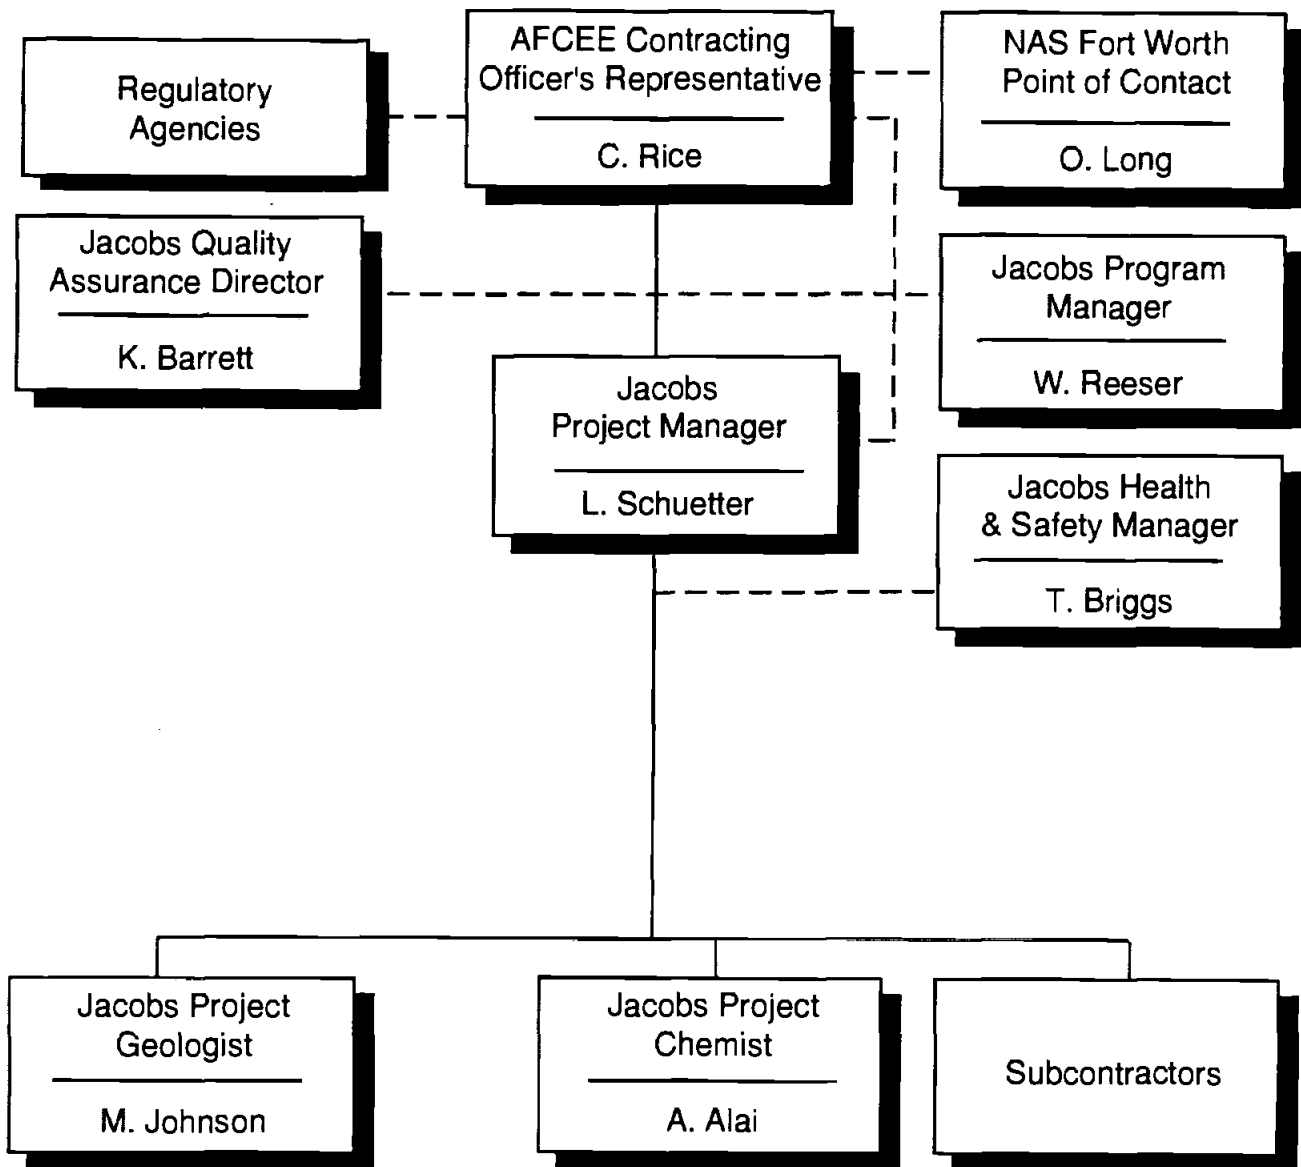 Regulatory
Agencies
AFCEE Contracting
Officer's Representative
C. Rice
NAS Fort Worth
Point of Contact
O. Long
Jacobs Quality
Assurance Director
K. Barrett
Jacobs Program
Manager
W. Reeser
Jacobs
Project Manager
L. Schuetter
Jacobs Health
& Safety Manager
T. Briggs
Jacobs Project
Geologist
M. Johnson
Jacobs Project
Chemist
A. Alai
Subcontractors